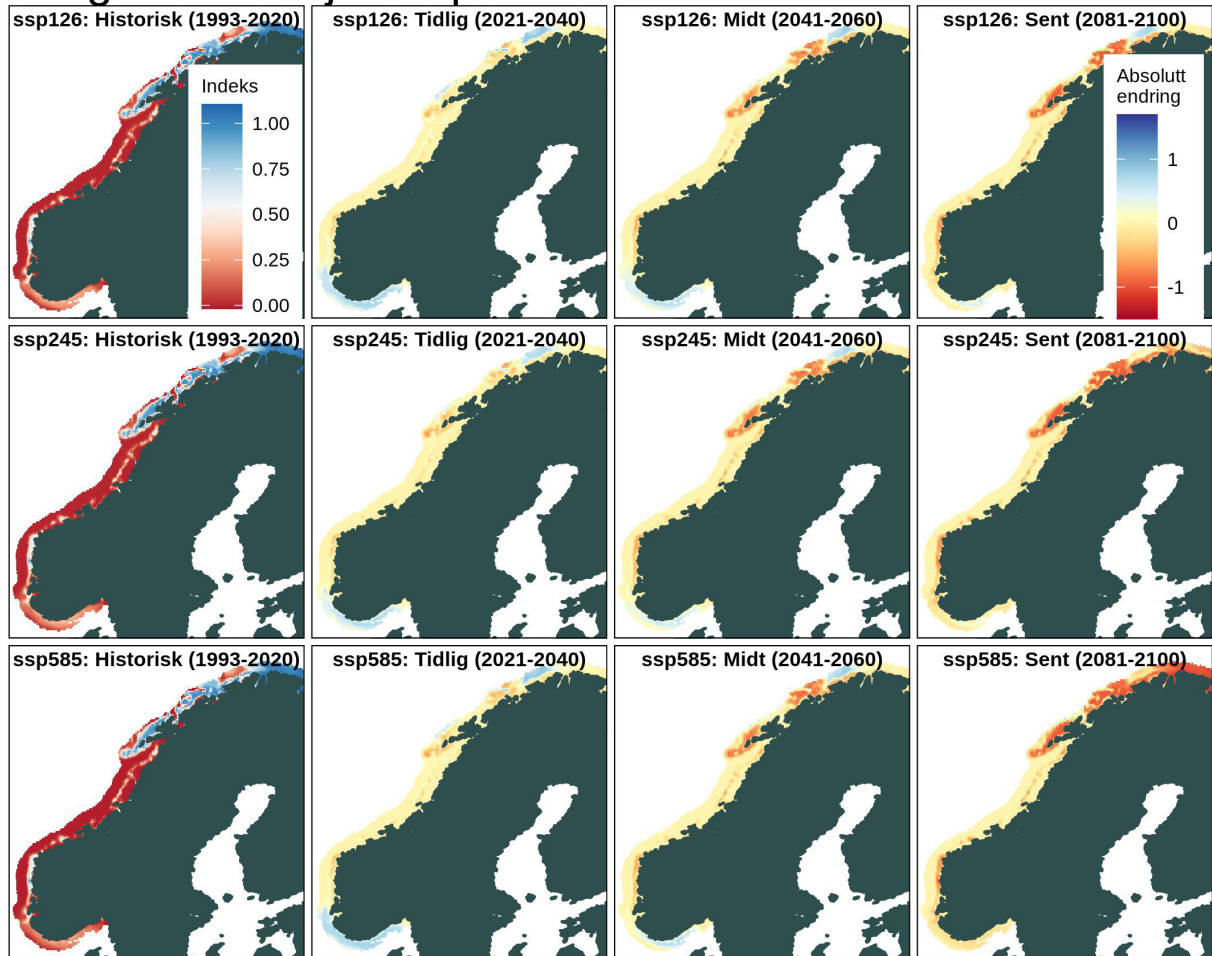 ssp126: Historisk (1993-2020)
ssp126: Tidlig (2021-2040)
ssp126: Midt (2041-2060)
ssp126: Sent (2081-2100)
Indeks
1.00
0.75
0.50
0.25
0.00
Absolutt
endring
1
0
-1
ssp245: Historisk (1993-2020)
ssp245: Tidlig (2021-2040)
ssp245: Midt (2041-2060)
ssp245: Sent (2081-2100)
ssp585: Historisk (1993-2020)
ssp585: Tidlig (2021-2040)
ssp585: Midt (2041-2060)
ssp585: Sent (2081-2100)